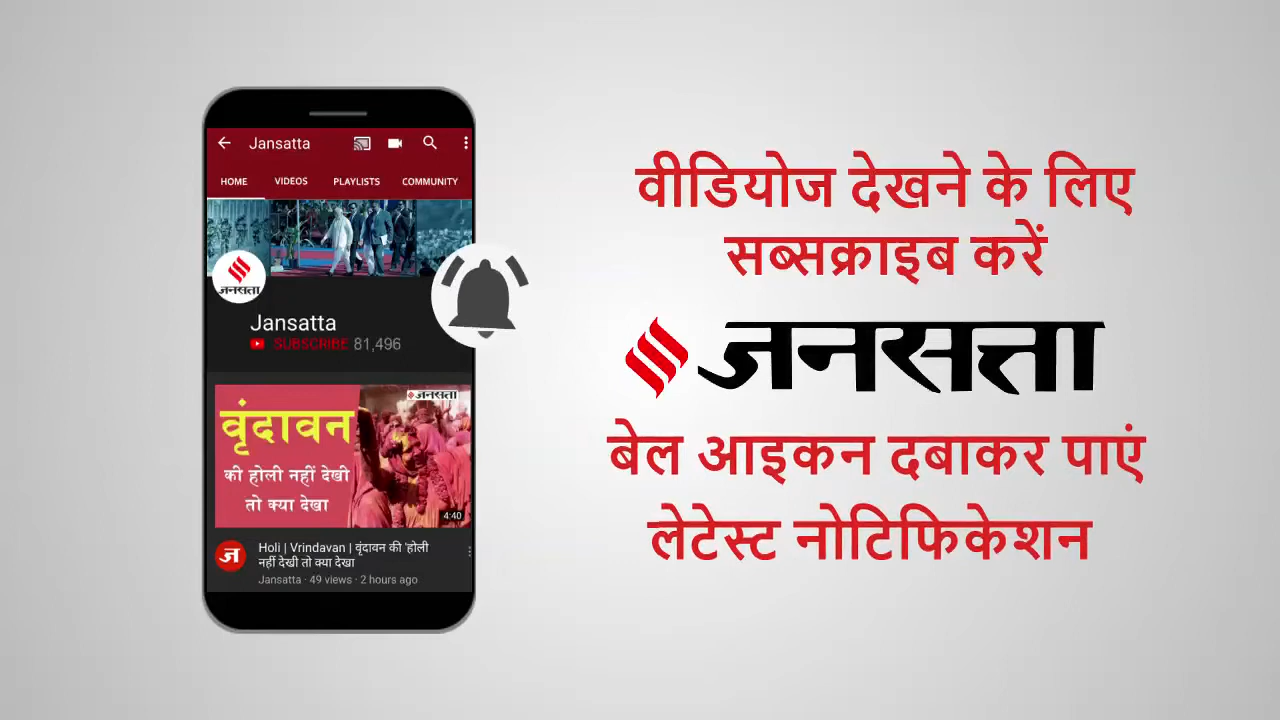 Jansatta
HOME VIDEOS PLAYLISTS COMMUNITY
जनसत्ता
Jansatta
SUBSCRIBE 81,496
जनसत्ता
वृंदावन
की होली नहीं देखी
तो क्या देखा
4:40
ज
Holi | Vrindavan | वृंदावन की 'होली
नहीं देखी तो क्या देखा
Jansatta · 49 views · 2 hours ago
वीडियोज देखने के लिए
सब्सक्राइब करें
जनसत्ता
बेल आइकन दबाकर पाएं
लेटेस्ट नोटिफिकेशन